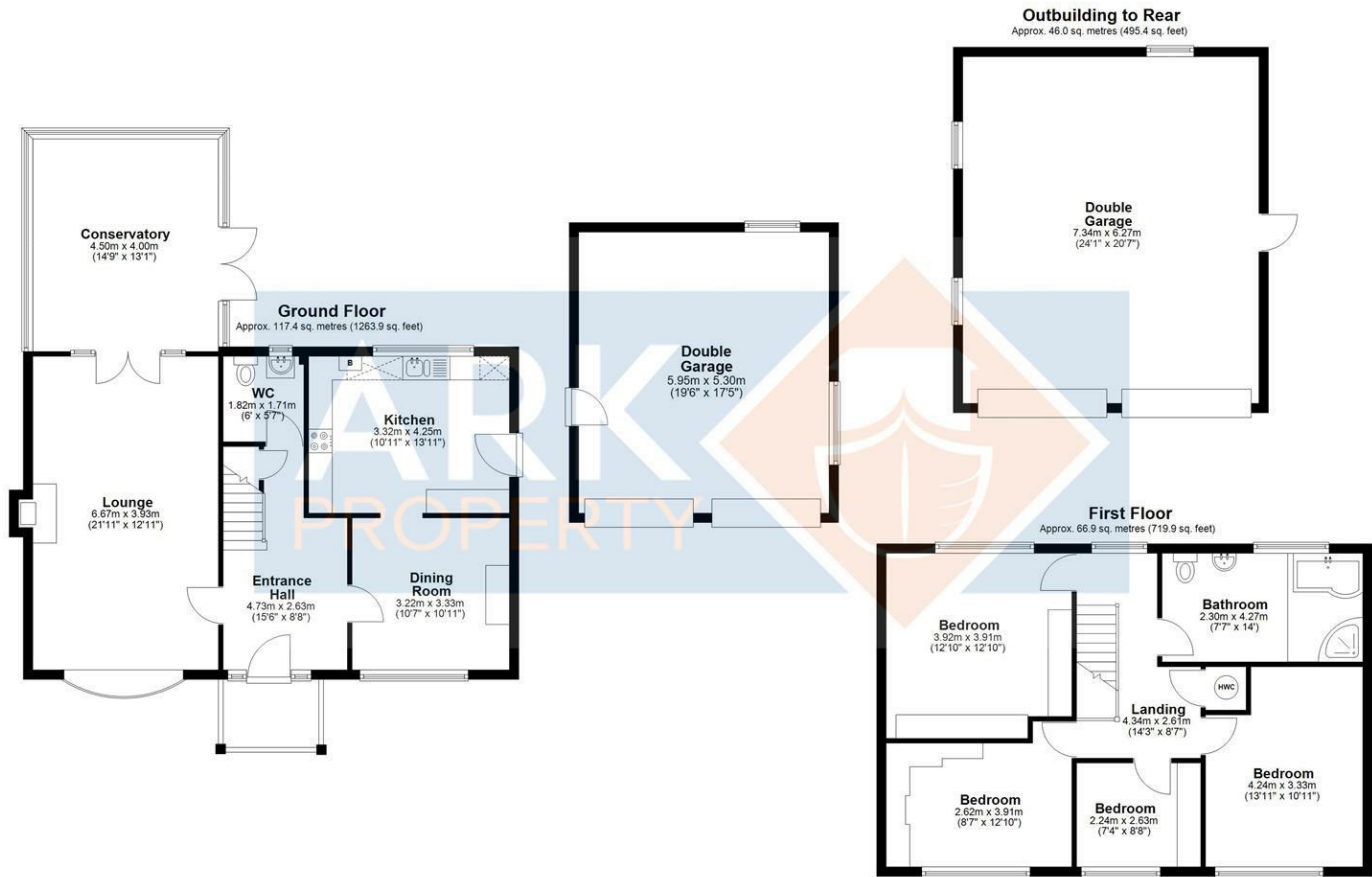 Outbuilding to Rear
Approx. 46.0 sq. metres (495.4 sq. feet)
Double
Garage
7.34m x 6.27m
(24'1" x 20'7")
Conservatory
4.50m x 4.00m
(14'9" x 13'1")
Ground Floor
Approx. 117.4 sq. metres (1263.9 sq. feet)
Double
Garage
5.95m x 5.30m
(19'6" x 17'5")
B
WC
1.82m x 1.71m
(6' x 5'7")
Kitchen
3.32m x 4.25m
(10'11" x 13'11")
Lounge
6.67m x 3.93m
(21'11" x 12'11")
Entrance
Hall
4.73m x 2.63m
(15'6" x 8'8")
Dining
Room
3.22m x 3.33m
(10'7" x 10'11")
ARK
PROPERTY
First Floor
Approx. 66.9 sq. metres (719.9 sq. feet)
Bedroom
3.92m x 3.91m
(12'10" x 12'10")
Bathroom
2.30m x 4.27m
(7'7" x 14')
HWC
Landing
4.34m x 2.61m
(14'3" x 8'7")
Bedroom
2.62m x 3.91m
(8'7" x 12'10")
Bedroom
2.24m x 2.63m
(7'4" x 8'8")
Bedroom
4.24m x 3.33m
(13'11" x 10'11")